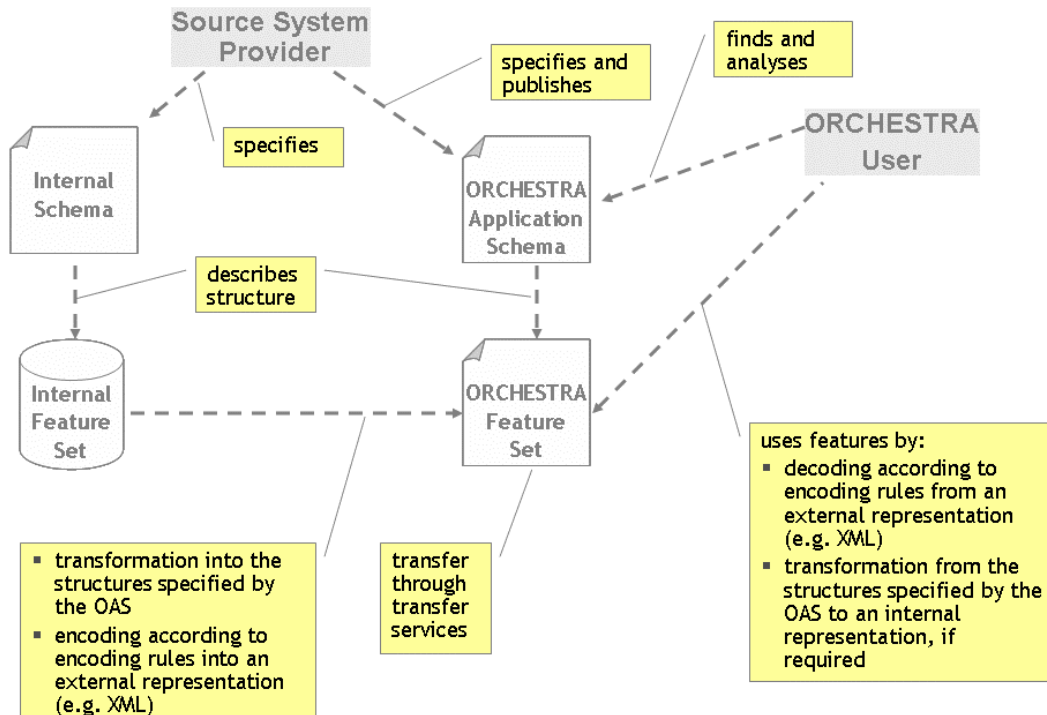 Source System
Provider
finds and
analyses
specifies and
publishes
ORCHESTRA
User
specifies
Internal
Schema
ORCHESTRA
Application
Schema
describes
structure
Internal
Feature
Set
ORCHESTRA
Feature
Set
uses features by:
▪ decoding according to
encoding rules from an
external representation
(e.g. XML)
▪ transformation from the
structures specified by the
OAS to an internal
representation, if
required
▪ transformation into the
structures specified by
the OAS
▪ encoding according to
encoding rules into an
external representation
(e.g. XML)
transfer
through
transfer
services